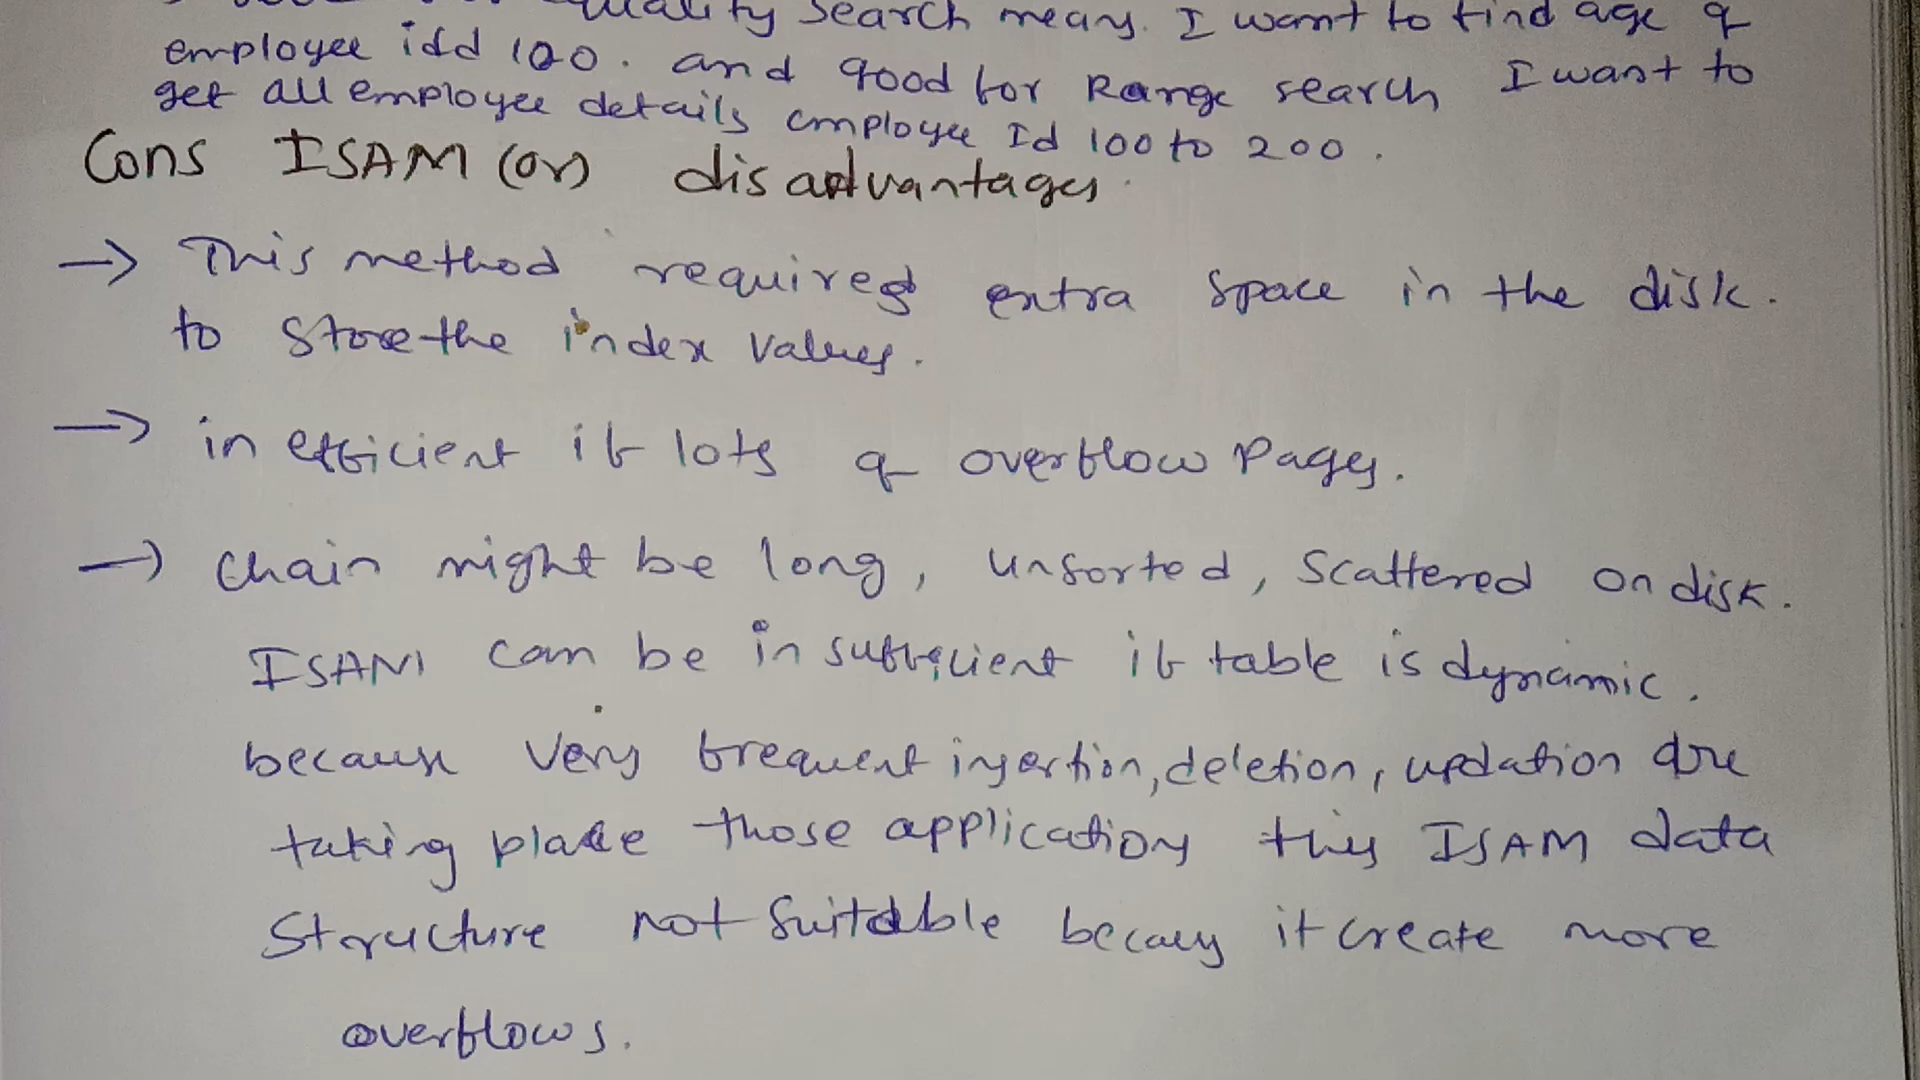 quality search means. I want to find age of
employee idd 100. and good for Range search I want to
get all employee details employee Id 100 to 200.
Cons ISAM (or) disadvantages.
→ This method required extra space in the disk.
to store the index values.
→ in efficient if lots of overflow pages.
→ chain might be long, unsorted, scattered on disk.
ISAM can be in sufficient if table is dynamic.
because very frequent insertion, deletion, updation are
taking place those applications this ISAM data
structure not suitable becaus it create more
overflows.